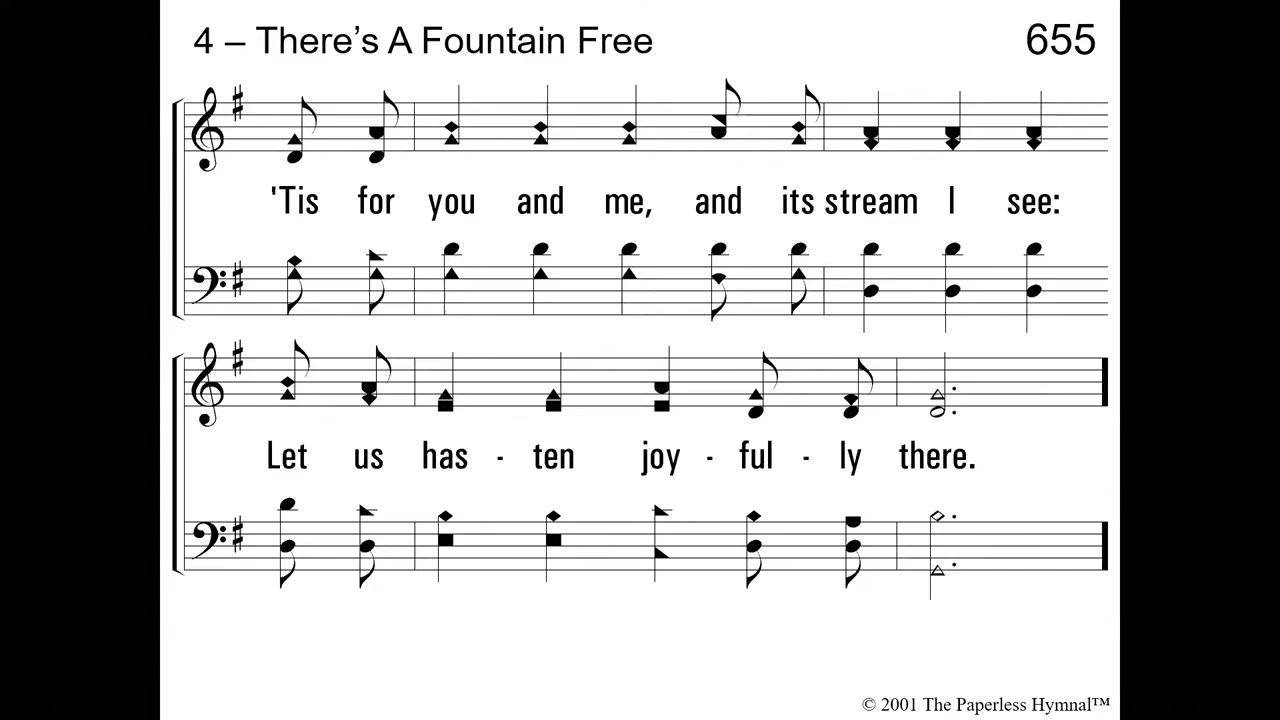 4 – There’s A Fountain Free 655
'Tis for you and me, and its stream I see:
Let us has - ten joy - ful - ly there.
© 2001 The Paperless Hymnal™